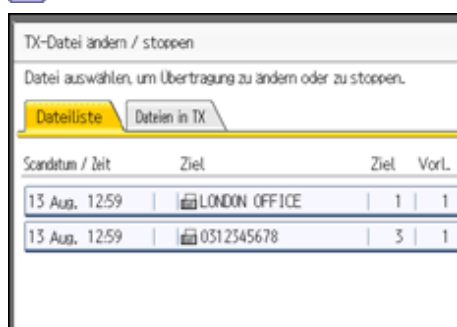 TX-Datei ändern / stoppen
Datei auswählen, um Übertragung zu ändern oder zu stoppen.
Dateiliste Dateien in TX
Scandatum / Zeit Ziel Ziel Vorl.
13 Aug. 12:59 LONDON OFFICE 1 1
13 Aug. 12:59 0312345678 3 1